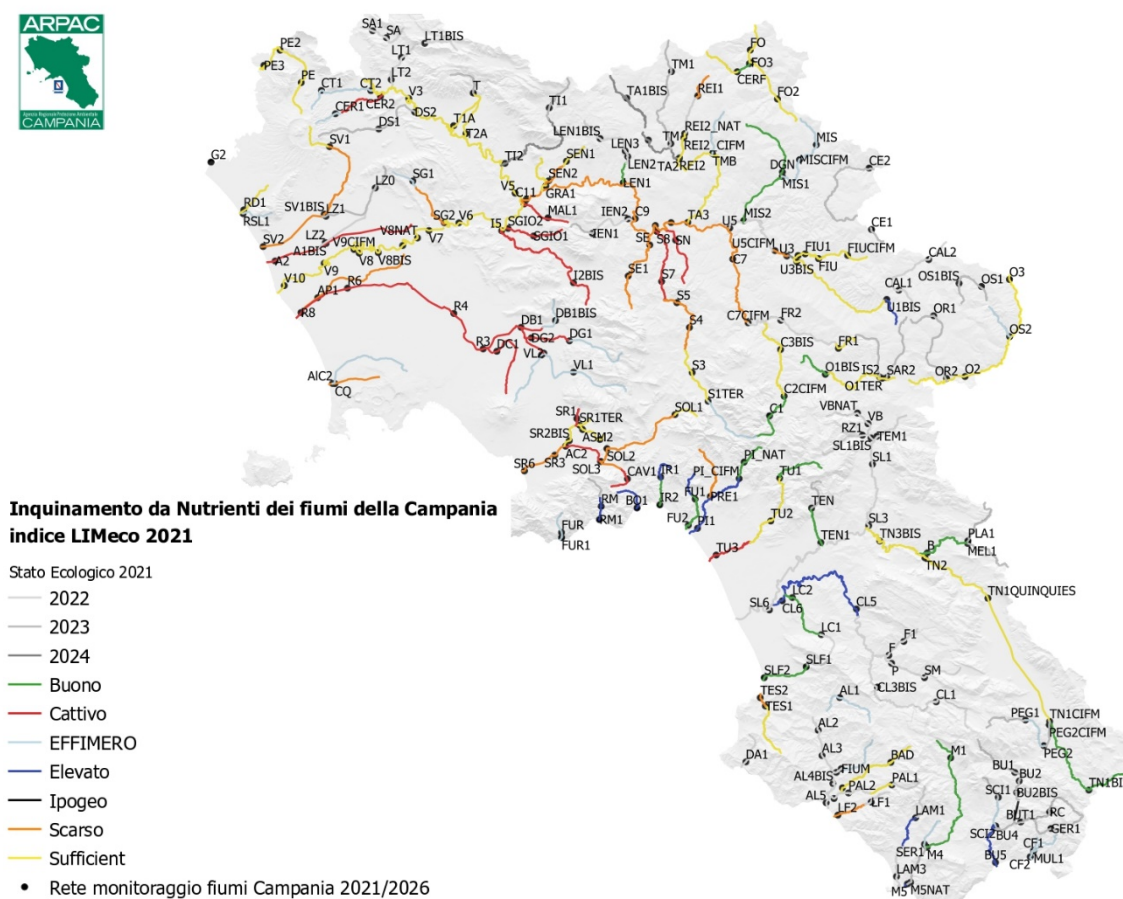 ARPAC
Agenzia Regionale Protezione Ambientale
CAMPANIA
SA1
SA
LT1BIS
LT1
LT2
PE2
PE3
PE
CT1
CT2
CER1
CER2
V3
DS2
DS1
T
T1A
T2A
TI1
TI2
TM1
TA1BIS
REI1
FO
FO3
CERF
FO2
G2
SV1
LEN1BIS
LEN3
LEN2
LEN1
TM
REI2_NAT
REI2
CIFM
TA2
REI2
TMB
MIS
MISCIFM
DGN
MIS1
CE2
SEN1
SEN2
GRA1
V5
C11
LZ0
SG1
RD1
RSL1
SV1BIS
LZ1
SG2
V6
I5
SGIO2
MAL1
SGIO1
IEN2
IEN1
C9
TA3
U5
MIS2
CE1
SV2
LZ2
A1BIS
A2
V9CIFM
V8NAT
V7
V8
V8BIS
V9
V10
SE
S8
SN
SE1
S7
S5
S4
U5CIFM
C7
U3
U3BIS
FIU1
FIU
FIUCIFM
CAL2
CAL1
U1BIS
OS1BIS
OS1
O3
OS2
OR1
R6
AP1
R8
R4
I2BIS
DB1
DB1BIS
DG2
DG1
R3
DC1
VL2
VL1
C7CIFM
FR2
C3BIS
FR1
O1BIS
O1TER
IS2
SAR2
OR2
O2
AIC2
CQ
S3
S1TER
SOL1
C2CIFM
C1
VBNAT
VB
RZ1
TEM1
SL1BIS
SL1
SR1
SR1TER
SR2BIS
ASM2
AC2
SOL2
SR6
SR3
SOL3
CAV1
IR1
IR2
PI_CIFM
PI_NAT
FU1
PRE1
FU2
PI1
TU1
TU2
TU3
TEN
TEN1
RM
RM1
BO1
FUR
FUR1
SL3
TN3BIS
B
TN2
PLA1
MEL1
TN1QUINQUIES
Inquinamento da Nutrienti dei fiumi della Campania
indice LIMeco 2021
Stato Ecologico 2021
2022
2023
2024
Buono
Cattivo
EFFIMERO
Elevato
Ipogeo
Scarso
Sufficient
Rete monitoraggio fiumi Campania 2021/2026
SL6
LC2
CL6
CL5
LC1
F1
F
P
SM
SLF1
SLF2
CL3BIS
CL1
TES2
TES1
AL1
AL2
AL3
DA1
AL4BIS
FIUM
BAD
PAL2
PAL1
AL5
LF2
LF1
PEG1
TN1CIFM
PEG2CIFM
PEG2
TN1BIS
M1
BU1
BU2
BU2BIS
SCI1
RC
BUT1
SER1
SCI2
BU4
CF1
BU5
CF2
MUL1
LAM1
SER1
M4
LAM3
M5
M5NAT